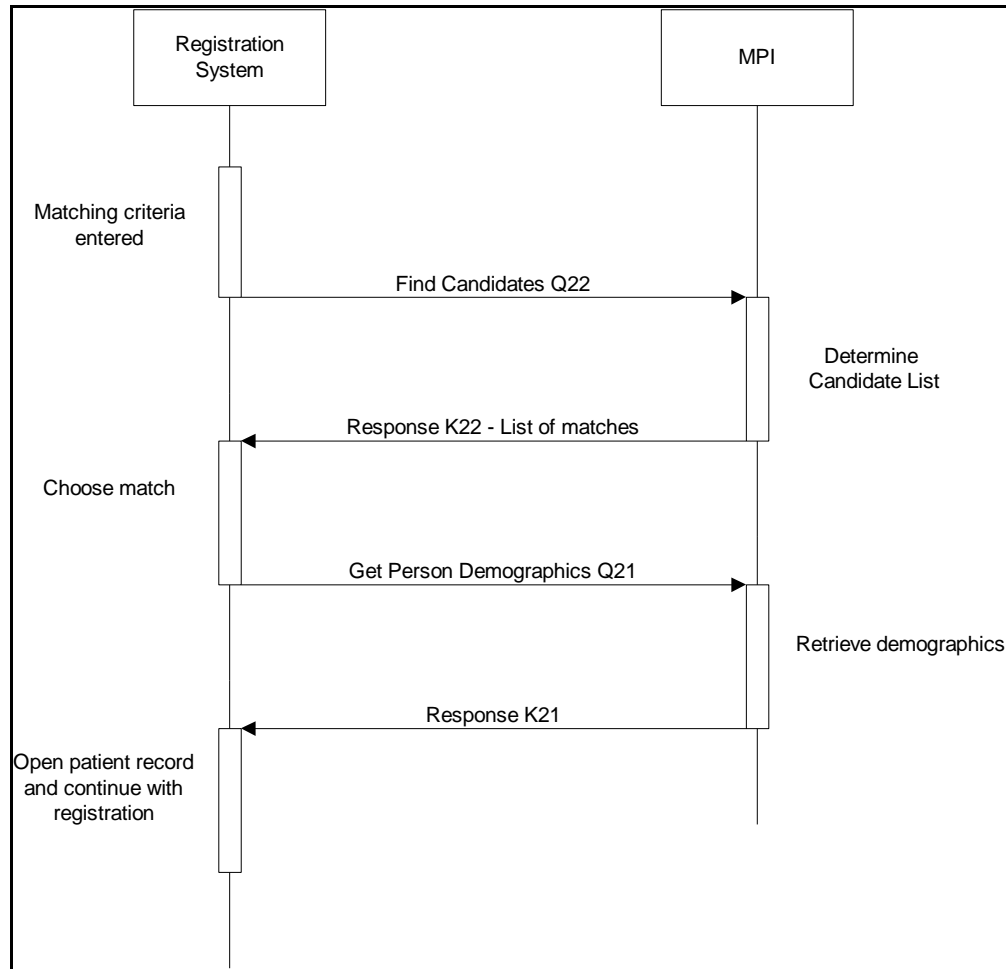 Registration
System
MPI
Matching criteria
entered
Find Candidates Q22
Determine
Candidate List
Response K22 - List of matches
Choose match
Get Person Demographics Q21
Retrieve demographics
Response K21
Open patient record
and continue with
registration